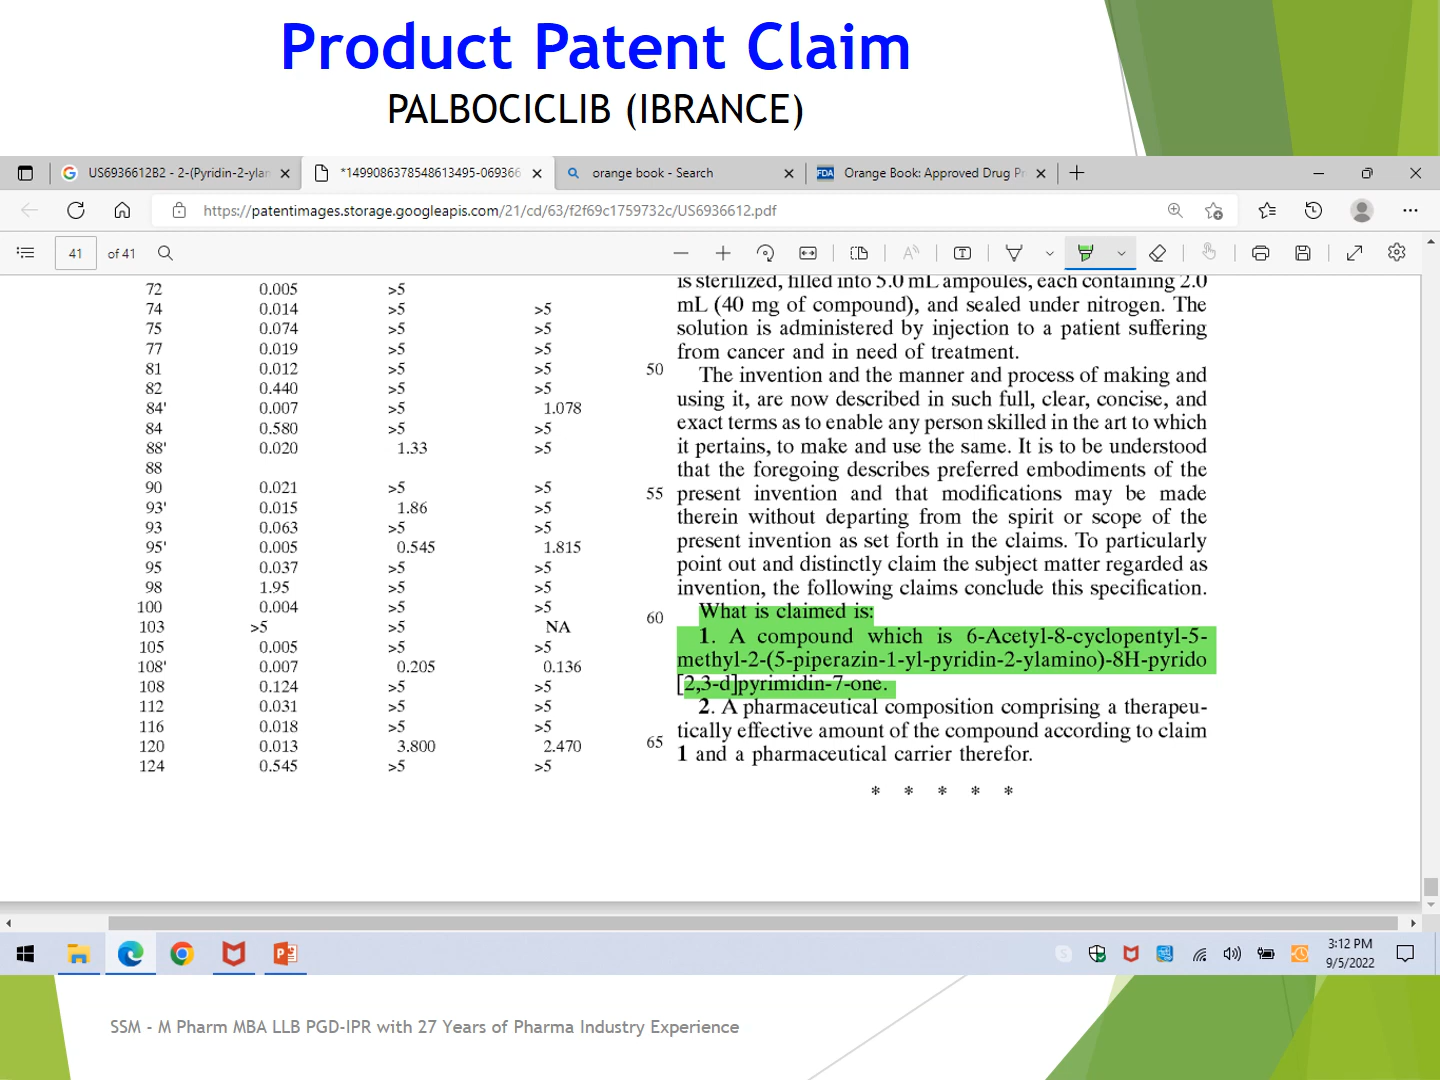 Product Patent Claim
PALBOCICLIB (IBRANCE)
US6936612B2 - 2-(Pyridin-2-ylar
*1499086378548613495-069366
orange book - Search
FDA
Orange Book: Approved Drug Pr
https://patentimages.storage.googleapis.com/21/cd/63/f2f69c1759732c/US6936612.pdf
41 of 41
72 0.005 >5
74 0.014 >5 >5
75 0.074 >5 >5
77 0.019 >5 >5
81 0.012 >5 >5
82 0.440 >5 >5
84' 0.007 >5 1.078
84 0.580 >5 >5
88' 0.020 1.33 >5
88
90 0.021 >5 >5
93' 0.015 1.86 >5
93 0.063 >5 >5
95' 0.005 0.545 1.815
95 0.037 >5 >5
98 1.95 >5 >5
100 0.004 >5 >5
103 >5 >5 NA
105 0.005 >5 >5
108' 0.007 0.205 0.136
108 0.124 >5 >5
112 0.031 >5 >5
116 0.018 >5 >5
120 0.013 3.800 2.470
124 0.545 >5 >5
is sterilized, filled into 5.0 mL ampoules, each containing 2.0
mL (40 mg of compound), and sealed under nitrogen. The
solution is administered by injection to a patient suffering
from cancer and in need of treatment.
50 The invention and the manner and process of making and
using it, are now described in such full, clear, concise, and
exact terms as to enable any person skilled in the art to which
it pertains, to make and use the same. It is to be understood
that the foregoing describes preferred embodiments of the
55 present invention and that modifications may be made
therein without departing from the spirit or scope of the
present invention as set forth in the claims. To particularly
point out and distinctly claim the subject matter regarded as
invention, the following claims conclude this specification.
60 What is claimed is:
1. A compound which is 6-Acetyl-8-cyclopentyl-5-
methyl-2-(5-piperazin-1-yl-pyridin-2-ylamino)-8H-pyrido
[2,3-d]pyrimidin-7-one.
2. A pharmaceutical composition comprising a therapeu-
tically effective amount of the compound according to claim
65 1 and a pharmaceutical carrier therefor.
* * * * *
3:12 PM
9/5/2022
SSM - M Pharm MBA LLB PGD-IPR with 27 Years of Pharma Industry Experience